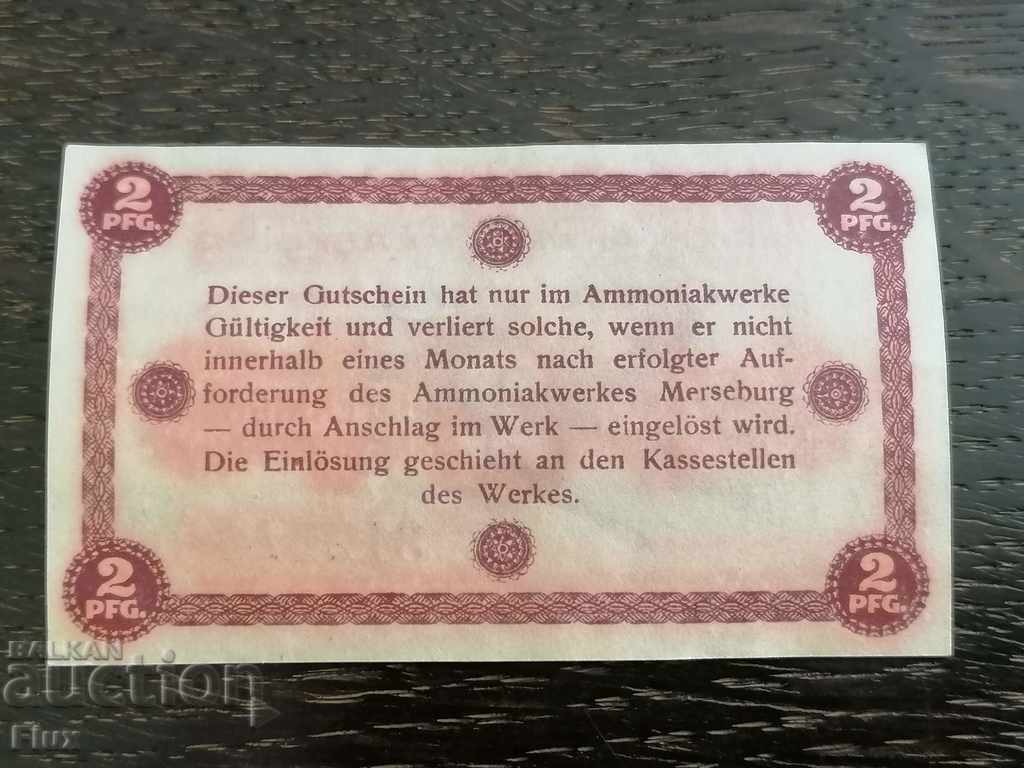 2 PFG.
2 PFG.
Dieser Gutschein hat nur im Ammoniakwerke
Gültigkeit und verliert solche, wenn er nicht
innerhalb eines Monats nach erfolgter Auf-
forderung des Ammoniakwerkes Merseburg
— durch Anschlag im Werk — eingelöst wird.
Die Einlösung geschieht an den Kassestellen
des Werkes.
2 PFG.
2 PFG.
BALKAN
auction
Flux